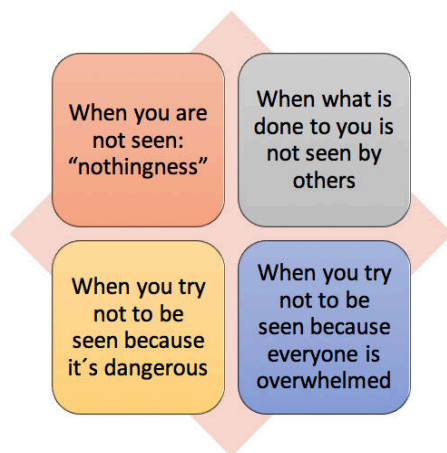 When you are
not seen:
“nothingness”
When what is
done to you is
not seen by
others
When you try
not to be
seen because
it´s dangerous
When you try
not to be
seen because
everyone is
overwhelmed